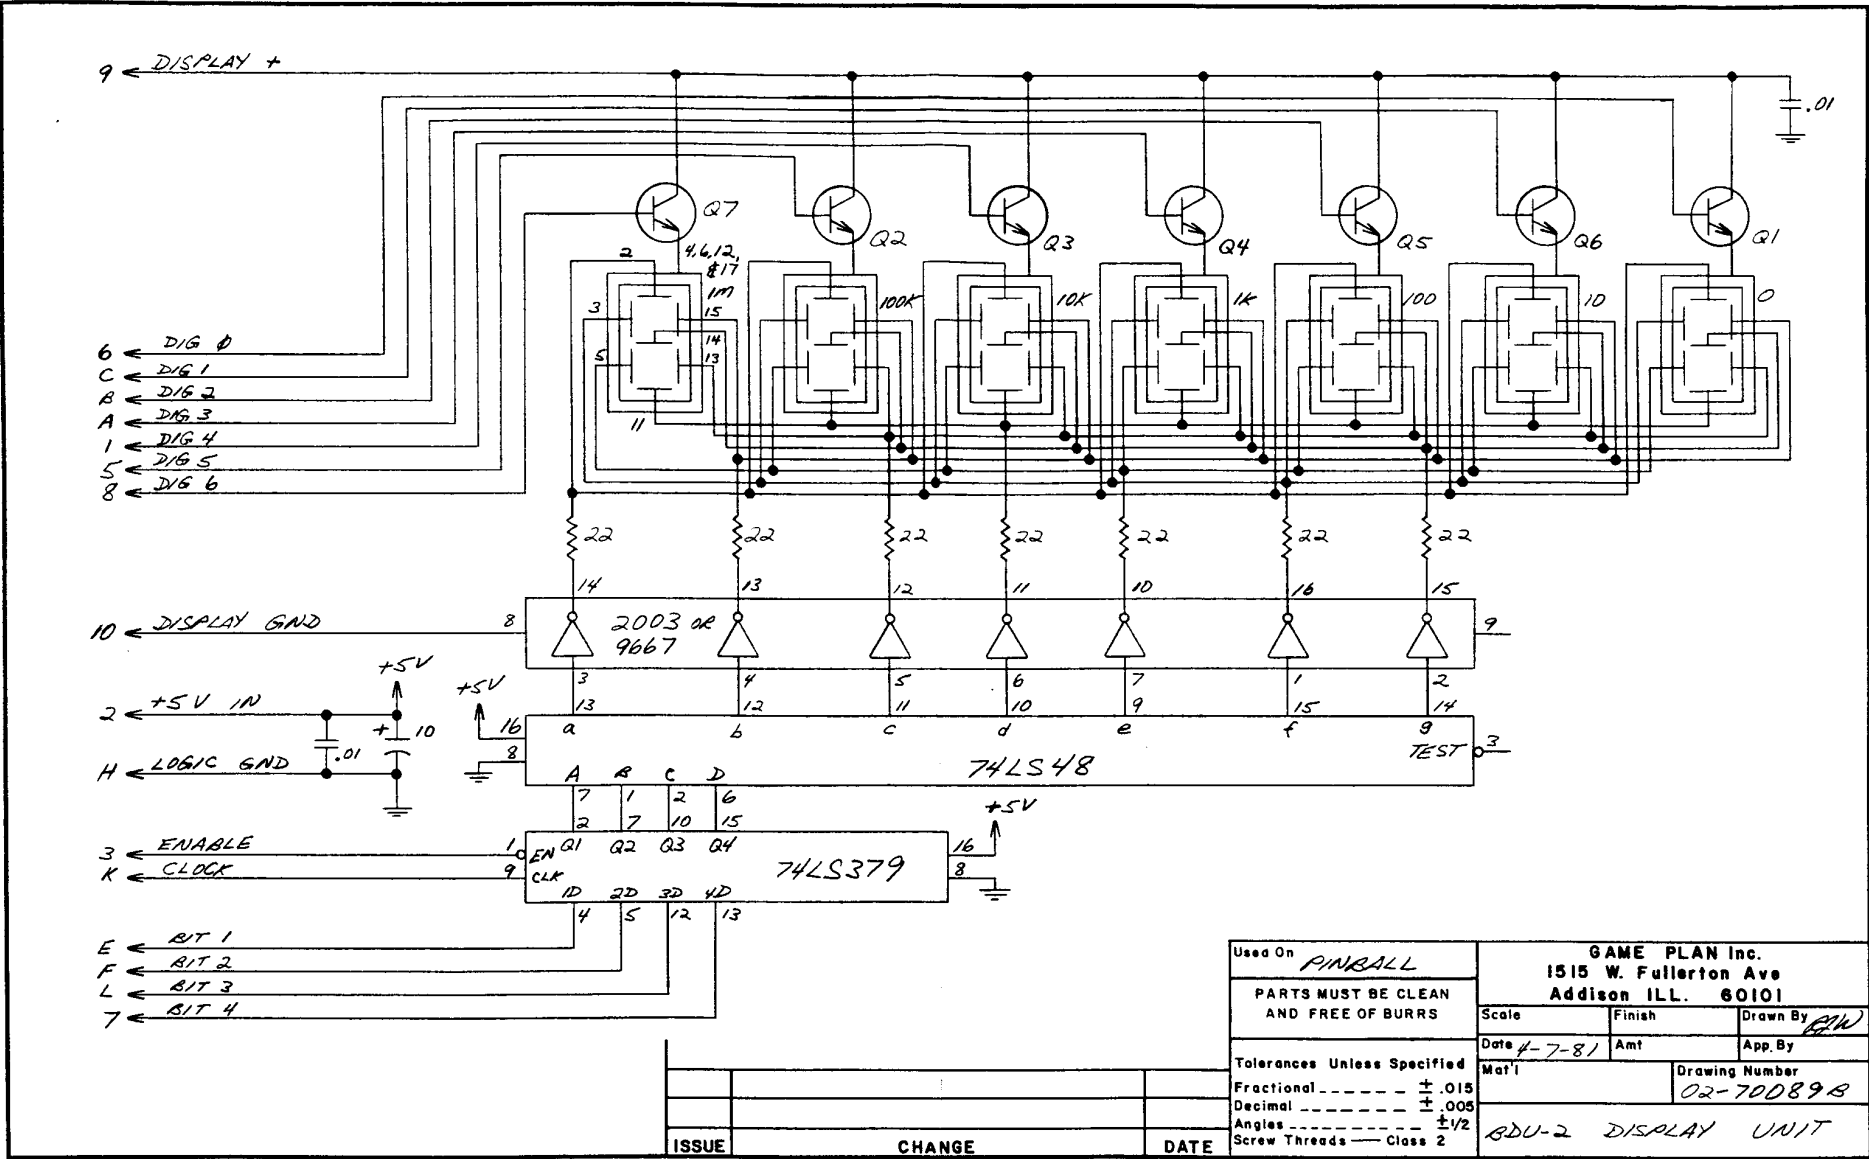 9 DISPLAY +
.01
Q7
Q2
Q3
Q4
Q5
Q6
Q1
2
4,6,12,
&17
1M
100K
10K
1K
100
10
0
3
15
14
5
13
11
6 DIG Ø
C DIG 1
B DIG 2
A DIG 3
1 DIG 4
5 DIG 5
8 DIG 6
22 22 22 22 22 22 22
14 13 12 11 10 16 15
10 DISPLAY GND 8
2003 OR
9667
9
3 4 5 6 7 1 2
+5V
+5V
2 +5V IN
+ 10
.01
H LOGIC GND
13 12 11 10 9 15 14
16
8
a b c d e f g
74LS48
TEST 3
A B C D
7 1 2 6
2 7 10 15
+5V
3 ENABLE 1
K CLOCK 9
EN Q1 Q2 Q3 Q4
CLK
74LS379
16
8
1D 2D 3D 4D
4 5 12 13
E BIT 1
F BIT 2
L BIT 3
7 BIT 4
Used On PINBALL
PARTS MUST BE CLEAN
AND FREE OF BURRS
Tolerances Unless Specified
Fractional ------- ± .015
Decimal -------- ± .005
Angles ---------- ±1/2
Screw Threads — Class 2
GAME PLAN Inc.
1515 W. Fullerton Ave
Addison ILL. 60101
Scale
Finish
Drawn By
Date 4-7-81
Amt
App. By
Mat'l
Drawing Number
02-70089B
BDU-2 DISPLAY UNIT
ISSUE
CHANGE
DATE